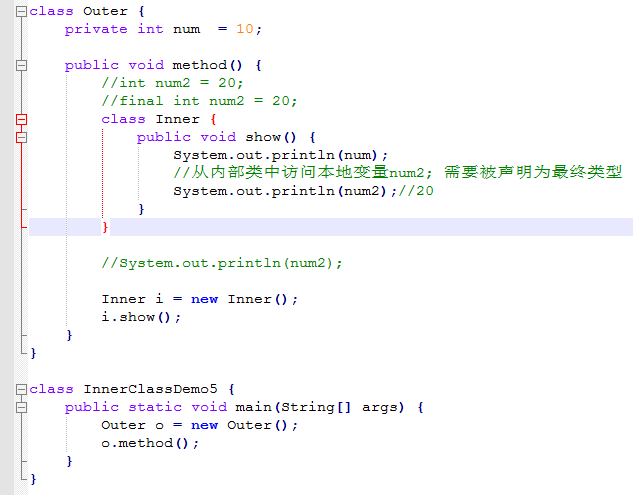 class Outer {
    private int num  = 10;
    public void method() {
        //int num2 = 20;
        //final int num2 = 20;
        class Inner {
            public void show() {
                System.out.println(num);
                //从内部类中访问本地变量num2; 需要被声明为最终类型
                System.out.println(num2);//20
            }
        }
        //System.out.println(num2);
        Inner i = new Inner();
        i.show();
    }
}
class InnerClassDemo5 {
    public static void main(String[] args) {
        Outer o = new Outer();
        o.method();
    }
}